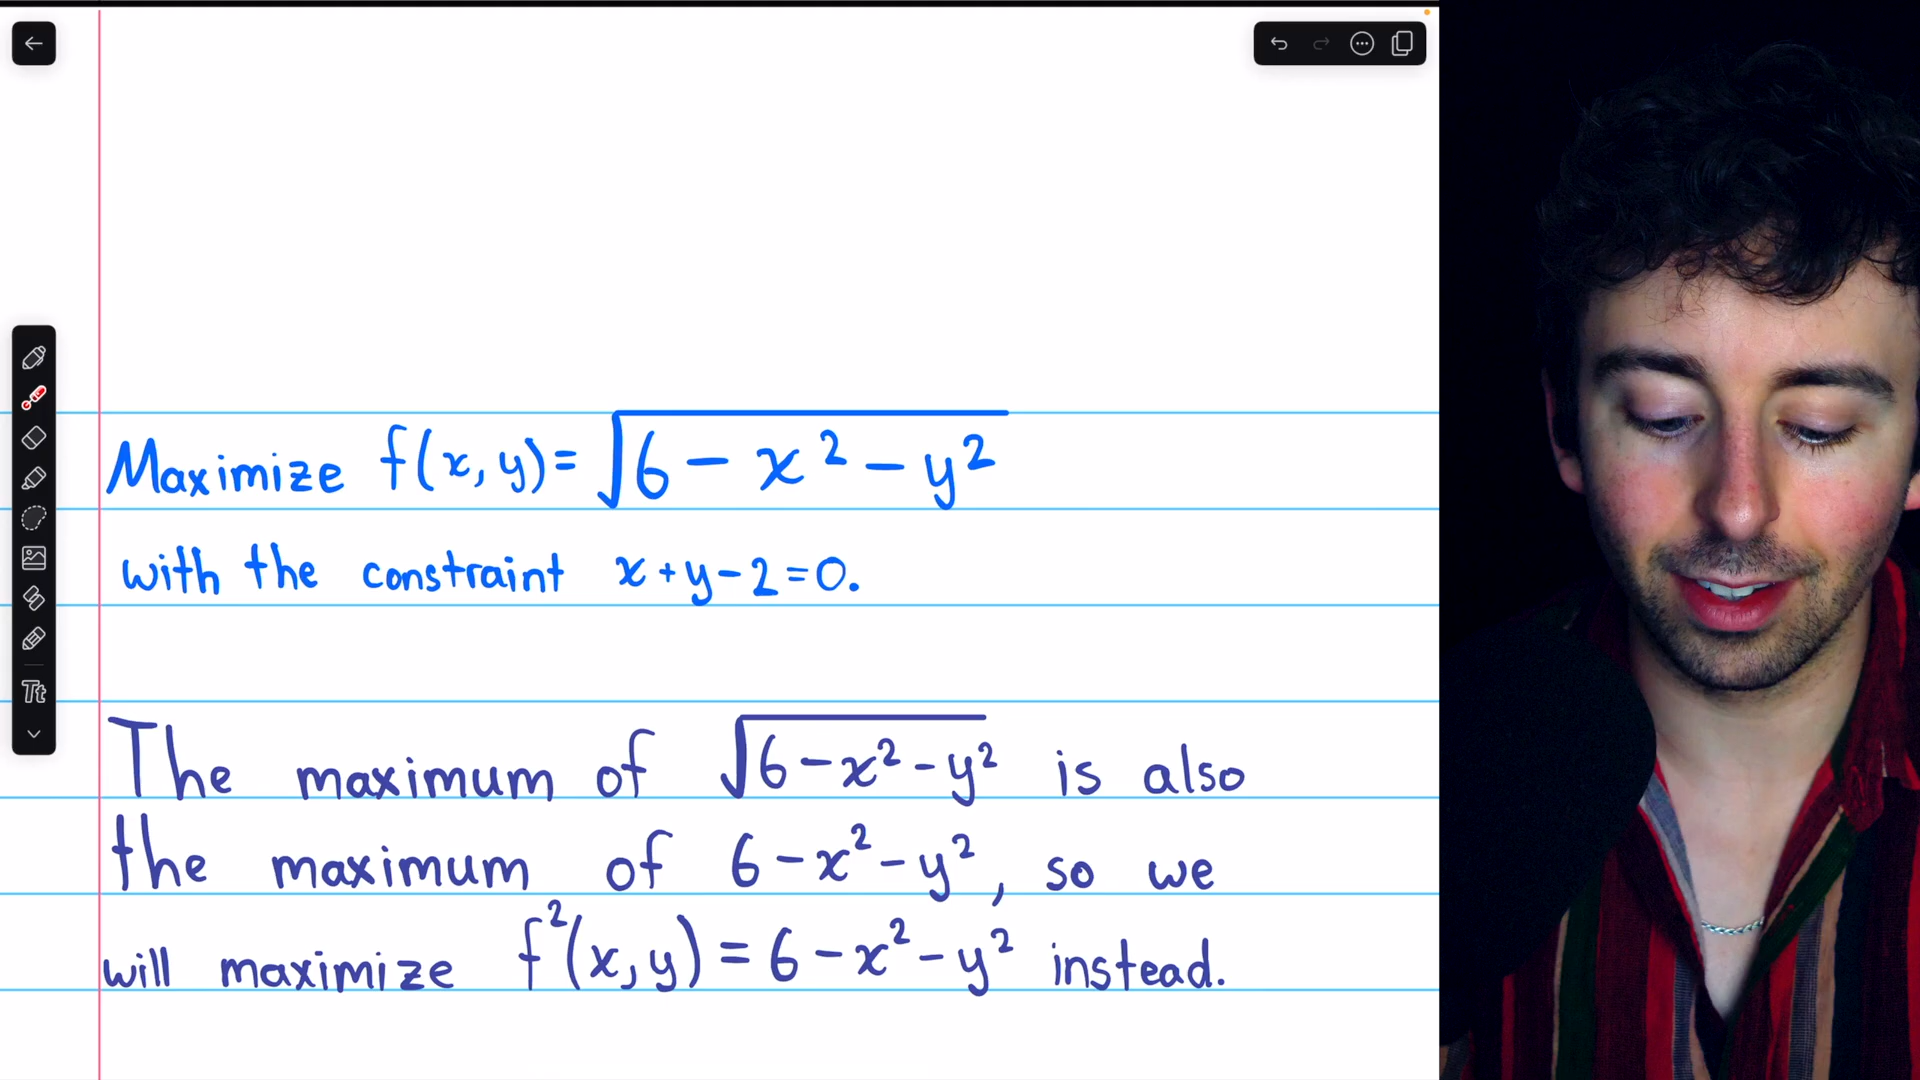 Maximize f(x,y)= √6 - x² - y²
with the constraint x+y-2=0.
The maximum of √6-x²-y² is also
the maximum of 6-x²-y², so we
will maximize f²(x,y) = 6-x²-y² instead.
Tt